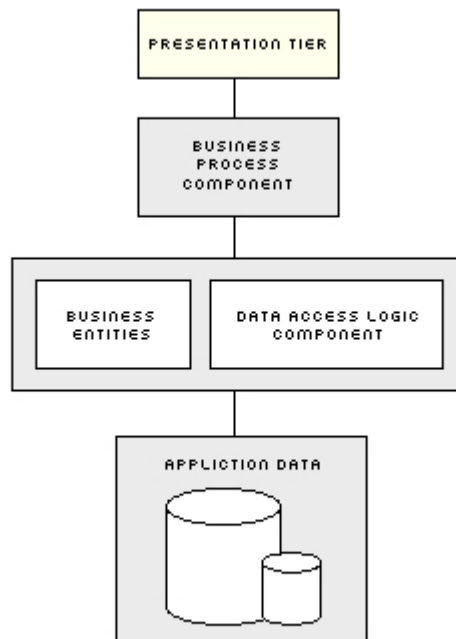 PRESENTATION TIER
BUSINESS
PROCESS
COMPONENT
BUSINESS
ENTITIES
DATA ACCESS LOGIC
COMPONENT
APPLICTION DATA